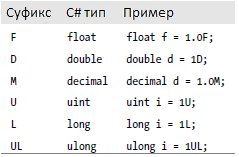 Суфикс C# тип Пример
F float float f = 1.0F;
D double double d = 1D;
M decimal decimal d = 1.0M;
U uint uint i = 1U;
L long long i = 1L;
UL ulong ulong i = 1UL;